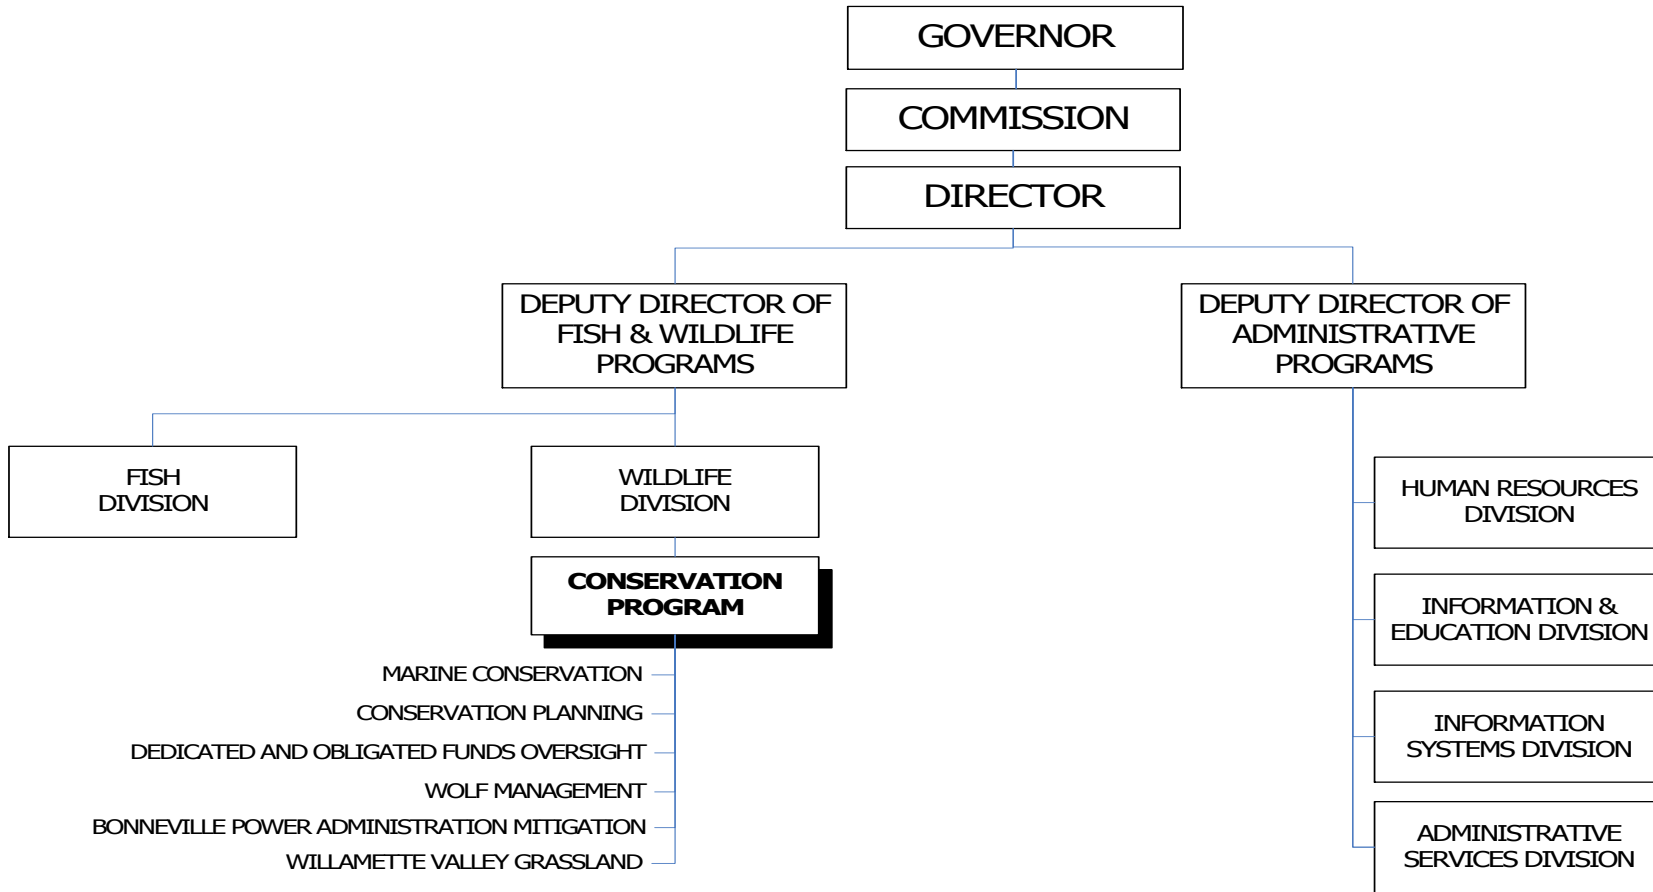 GOVERNOR
COMMISSION
DIRECTOR
DEPUTY DIRECTOR OF
FISH & WILDLIFE
PROGRAMS
DEPUTY DIRECTOR OF
ADMINISTRATIVE
PROGRAMS
FISH
DIVISION
WILDLIFE
DIVISION
CONSERVATION
PROGRAM
MARINE CONSERVATION
CONSERVATION PLANNING
DEDICATED AND OBLIGATED FUNDS OVERSIGHT
WOLF MANAGEMENT
BONNEVILLE POWER ADMINISTRATION MITIGATION
WILLAMETTE VALLEY GRASSLAND
HUMAN RESOURCES
DIVISION
INFORMATION &
EDUCATION DIVISION
INFORMATION
SYSTEMS DIVISION
ADMINISTRATIVE
SERVICES DIVISION